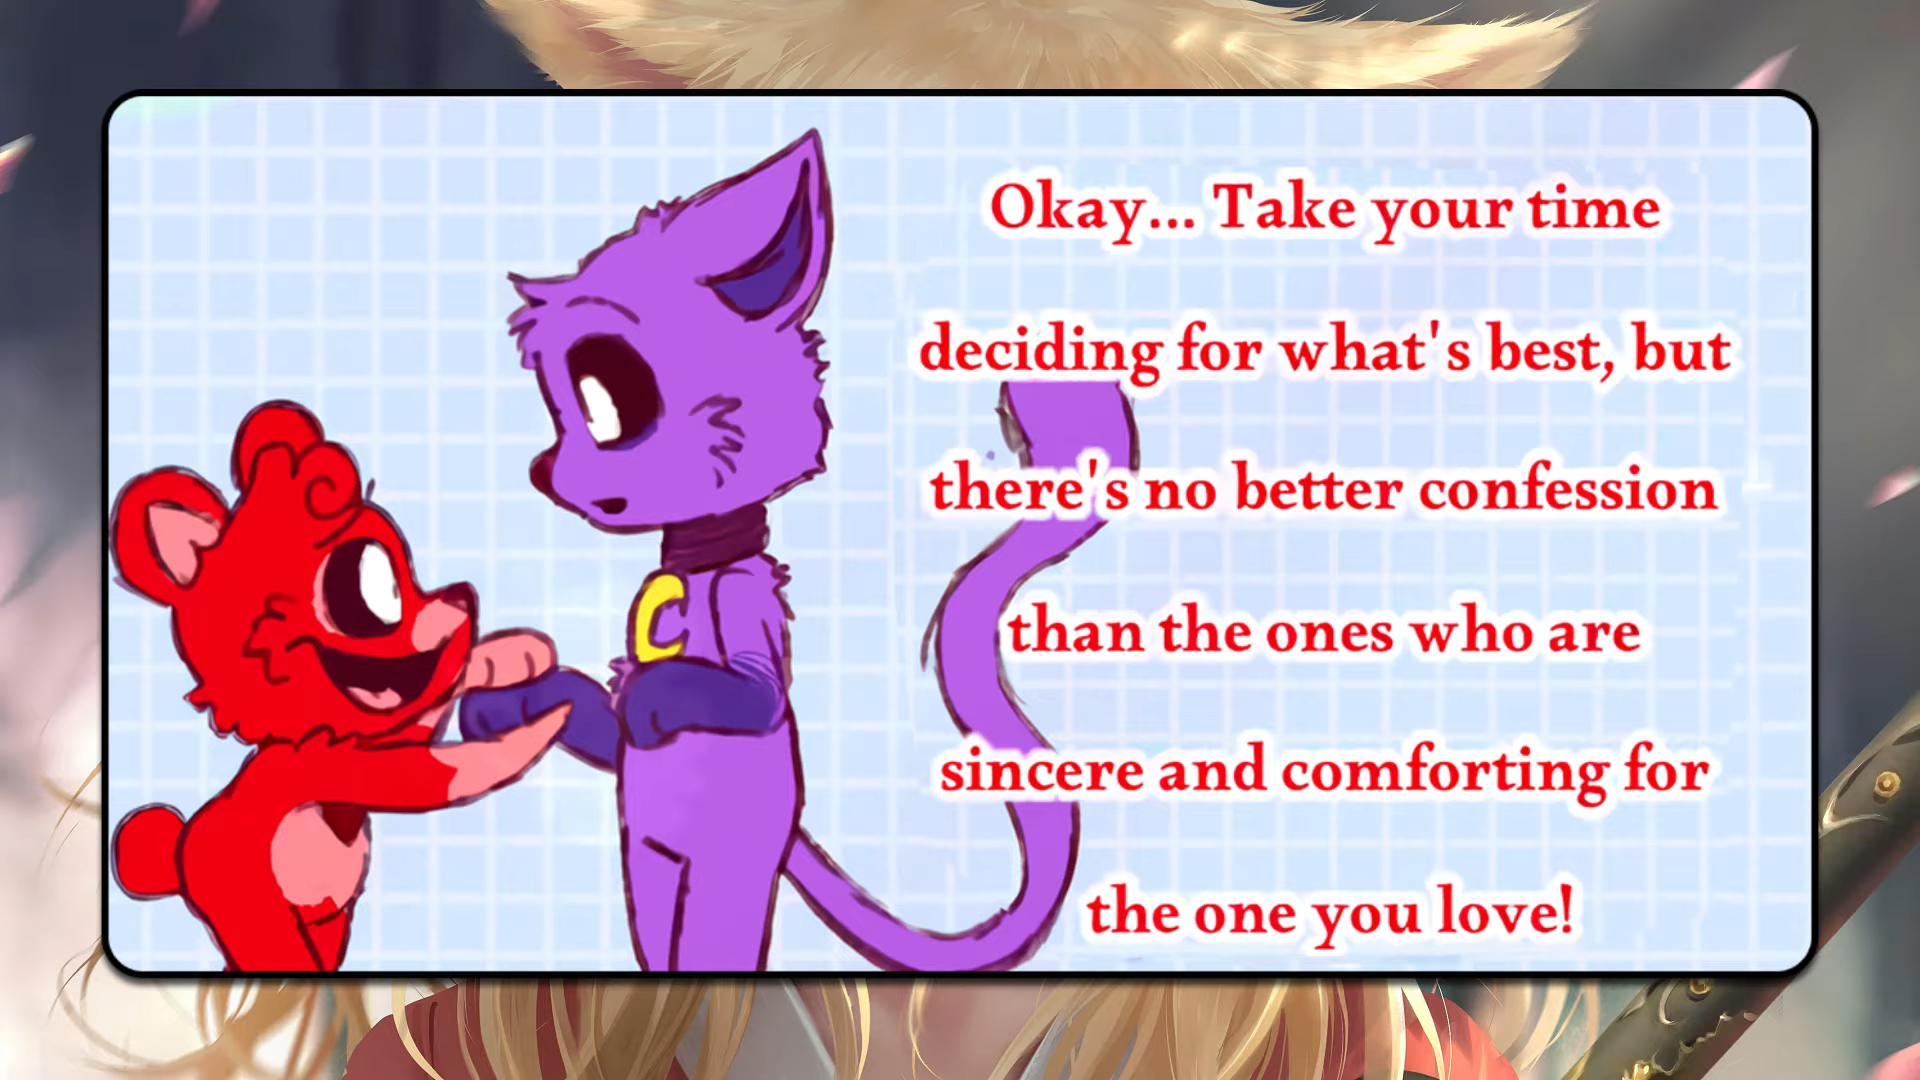 Okay... Take your time
deciding for what's best, but
there's no better confession
than the ones who are
sincere and comforting for
the one you love!